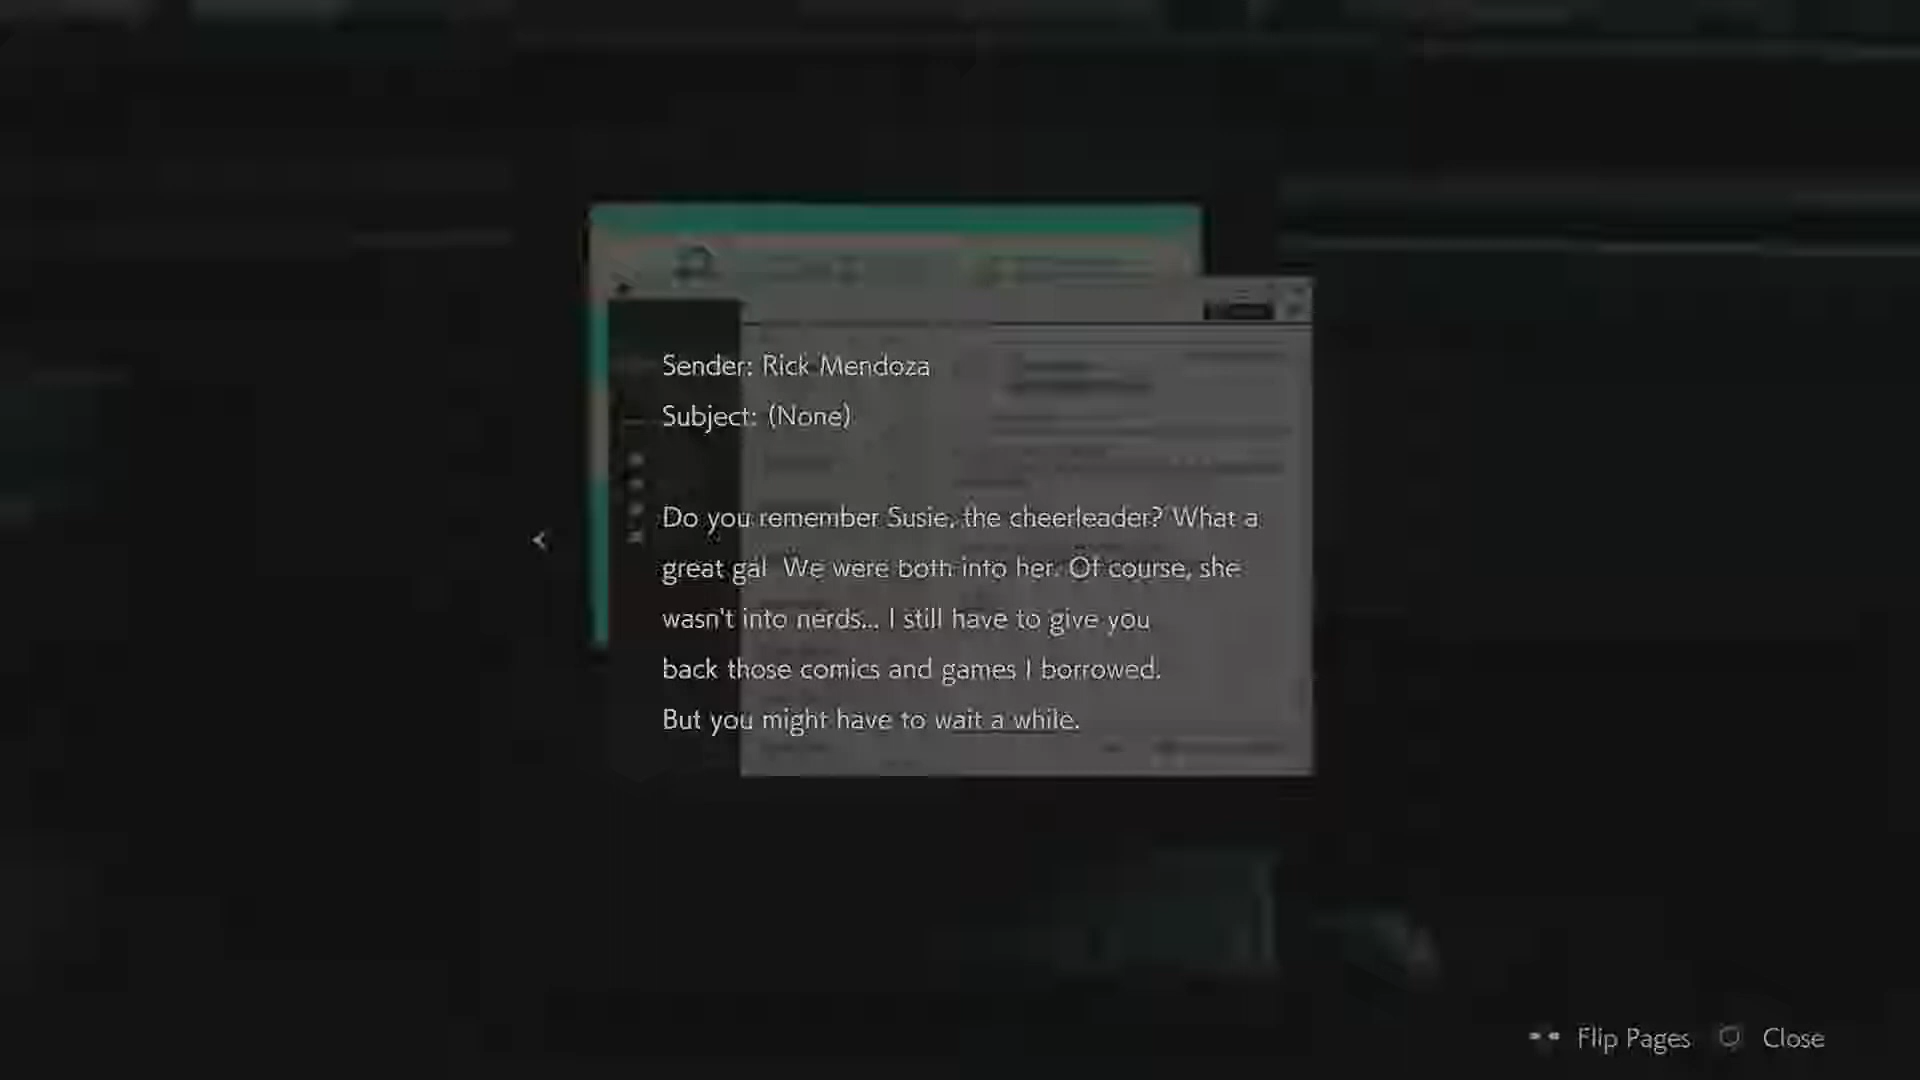 Sender: Rick Mendoza
Subject: (None)
Do you remember Susie, the cheerleader? What a
great gal. We were both into her. Of course, she
wasn't into nerds... I still have to give you
back those comics and games I borrowed.
But you might have to wait a while.
Flip Pages
Close